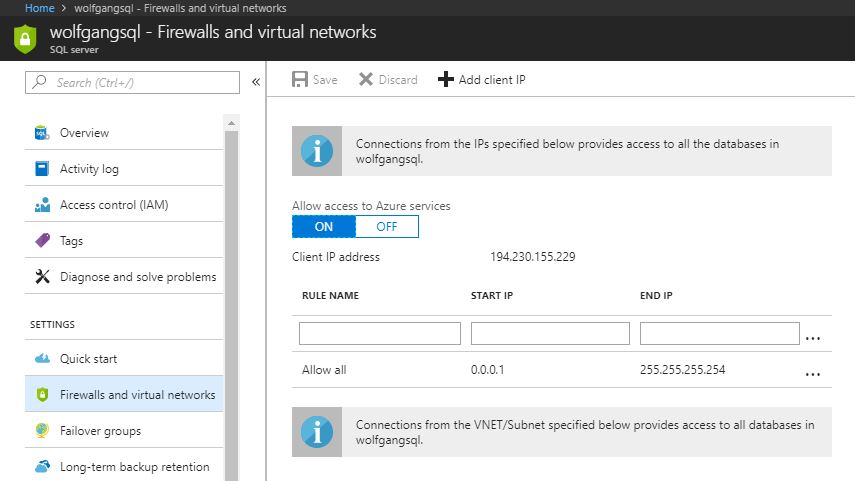 Home > wolfgangsql - Firewalls and virtual networks
wolfgangsql - Firewalls and virtual networks
SQL server
Search (Ctrl+/)
«
Overview
Activity log
Access control (IAM)
Tags
Diagnose and solve problems
SETTINGS
Quick start
Firewalls and virtual networks
Failover groups
Long-term backup retention
Save Discard Add client IP
Connections from the IPs specified below provides access to all the databases in
wolfgangsql.
Allow access to Azure services
ON OFF
Client IP address 194.230.155.229
RULE NAME START IP END IP
...
Allow all 0.0.0.1 255.255.255.254 ...
Connections from the VNET/Subnet specified below provides access to all databases in
wolfgangsql.